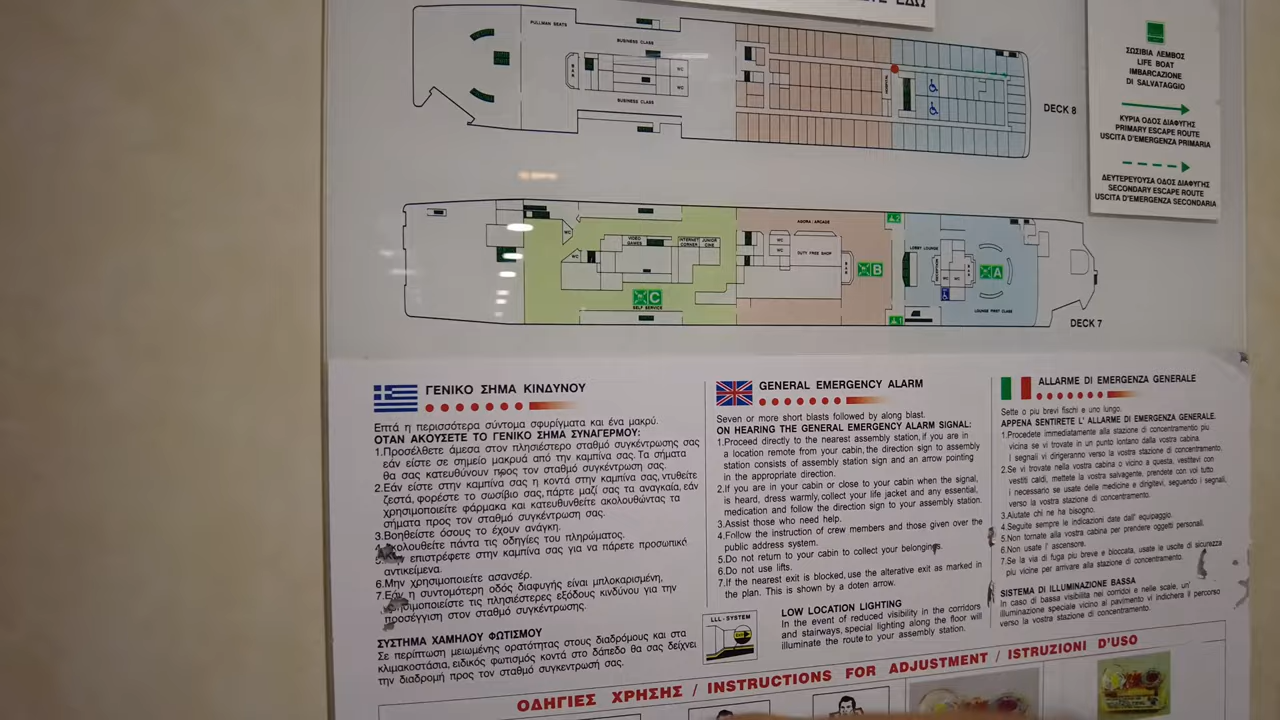 PULLMAN SEATS
BUSINESS CLASS
BAR
WC
WC
BUSINESS CLASS
DECK 8
ΣΩΣΙΒΙΑ ΛΕΜΒΟΣ
LIFE BOAT
IMBARCAZIONE
DI SALVATAGGIO
ΚΥΡΙΑ ΟΔΟΣ ΔΙΑΦΥΓΗΣ
PRIMARY ESCAPE ROUTE
USCITA D'EMERGENZA PRIMARIA
ΔΕΥΤΕΡΕΥΟΥΣΑ ΟΔΟΣ ΔΙΑΦΥΓΗΣ
SECONDARY ESCAPE ROUTE
USCITA D'EMERGENZA SECONDARIA
WC
VIDEO GAMES
INTERNET CORNER
JUNIOR CINE
WC
C
SELF SERVICE
AGORA / ARCADE
WC
WC
DUTY FREE SHOP
BAR
B
2
1
LOBBY LOUNGE
RECEPTION
WC
WC
BAR
A
LOUNGE FIRST CLASS
DECK 7
ΓΕΝΙΚΟ ΣΗΜΑ ΚΙΝΔΥΝΟΥ
Επτά η περισσότερα σύντομα σφυρίγματα και ένα μακρύ.
ΟΤΑΝ ΑΚΟΥΣΕΤΕ ΤΟ ΓΕΝΙΚΟ ΣΗΜΑ ΣΥΝΑΓΕΡΜΟΥ:
1.Προσέλθετε άμεσα στον πλησιέστερο σταθμό συγκέντρωσης σας
εάν είστε σε σημείο μακρυά από την καμπίνα σας. Τα σήματα
θα σας κατευθύνουν προς τον σταθμό συγκέντρωση σας.
2.Εάν είστε στην καμπίνα σας η κοντά στην καμπίνα σας, ντυθείτε
ζεστά, φορέστε το σωσίβιο σας, πάρτε μαζί σας τα αναγκαία, εάν
χρησιμοποιείτε φάρμακα και κατευθυνθείτε ακολουθώντας τα
σήματα προς τον σταθμό συγκέντρωση σας.
3.Βοηθείστε όσους το έχουν ανάγκη.
ακολουθείτε πάντα τις οδηγίες του πληρώματος.
επιστρέφετε στην καμπίνα σας για να πάρετε προσωπικά
αντικείμενα.
6.Μην χρησιμοποιείτε ασανσέρ.
7.Εάν η συντομότερη οδός διαφυγής είναι μπλοκαρισμένη,
χρησιμοποιείστε τις πλησιέστερες εξόδους κινδύνου για την
προσέγγιση στον σταθμό συγκέντρωσης.
ΣΥΣΤΗΜΑ ΧΑΜΗΛΟΥ ΦΩΤΙΣΜΟΥ
Σε περίπτωση μειωμένης ορατότητας στους διαδρόμους και στα
κλιμακοστάσια, ειδικός φωτισμός κοντά στο δάπεδο θα σας δείχνει
την διαδρομή προς τον σταθμό συγκέντρωσή σας.
GENERAL EMERGENCY ALARM
Seven or more short blasts followed by along blast.
ON HEARING THE GENERAL EMERGENCY ALARM SIGNAL:
1.Proceed directly to the nearest assembly station, if you are in
a location remote from your cabin, the direction sign to assembly
station consists of assembly station sign and an arrow pointing
in the appropriate direction.
2.If you are in your cabin or close to your cabin when the signal,
is heard, dress warmly, collect your life jacket and any essential,
medication and follow the direction sign to your assembly station.
3.Assist those who need help.
4.Follow the instruction of crew members and those given over the
public address system.
5.Do not return to your cabin to collect your belongings.
6.Do not use lifts.
7.If the nearest exit is blocked, use the alterative exit as marked in
the plan. This is shown by a doten arrow.
LLL-SYSTEM
LOW LOCATION LIGHTING
In the event of reduced visibility in the corridors
and stairways, special lighting along the floor will
illuminate the route to your assembly station.
ALLARME DI EMERGENZA GENERALE
Sette o piu brevi fischi e uno lungo.
APPENA SENTIRETE L' ALLARME DI EMERGENZA GENERALE.
1.Procedete immediatamente alla stazione di concentramento piu
vicina se vi trovate in un punto lontano dalla vostra cabina.
I segnali vi dirigeranno verso la vostra stazione di concentramento.
2.Se vi trovate nella vostra cabina o vicino a questa, vestitevi con
vestiti caldi, mettete la vostra salvagente, prendete con voi tutto
i necessario se usate delle medicine e dirigitevi, seguendo i segnali,
verso la vostra stazione di concentramento.
3.Aiutate chi ne ha bisogno.
4.Seguite sempre le indicazioni date dall' equipaggio.
5.Non tornate alla vostra cabina per prendere oggetti personali.
6.Non usate l' ascensore.
7.Se la via di fuga piu breve e bloccata, usate le uscite di sicurezza
piu vicine per arrivare alla stazione di concentramento.
SISTEMA DI ILLUMINAZIONE BASSA
In caso di bassa visibilita nei corridoi e nelle scale, un'
illuminazione speciale vicino al pavimento vi indichera il percorso
verso la vostra stazione di concentramento.
ΟΔΗΓΙΕΣ ΧΡΗΣΗΣ / INSTRUCTIONS FOR ADJUSTMENT / ISTRUZIONI D'USO